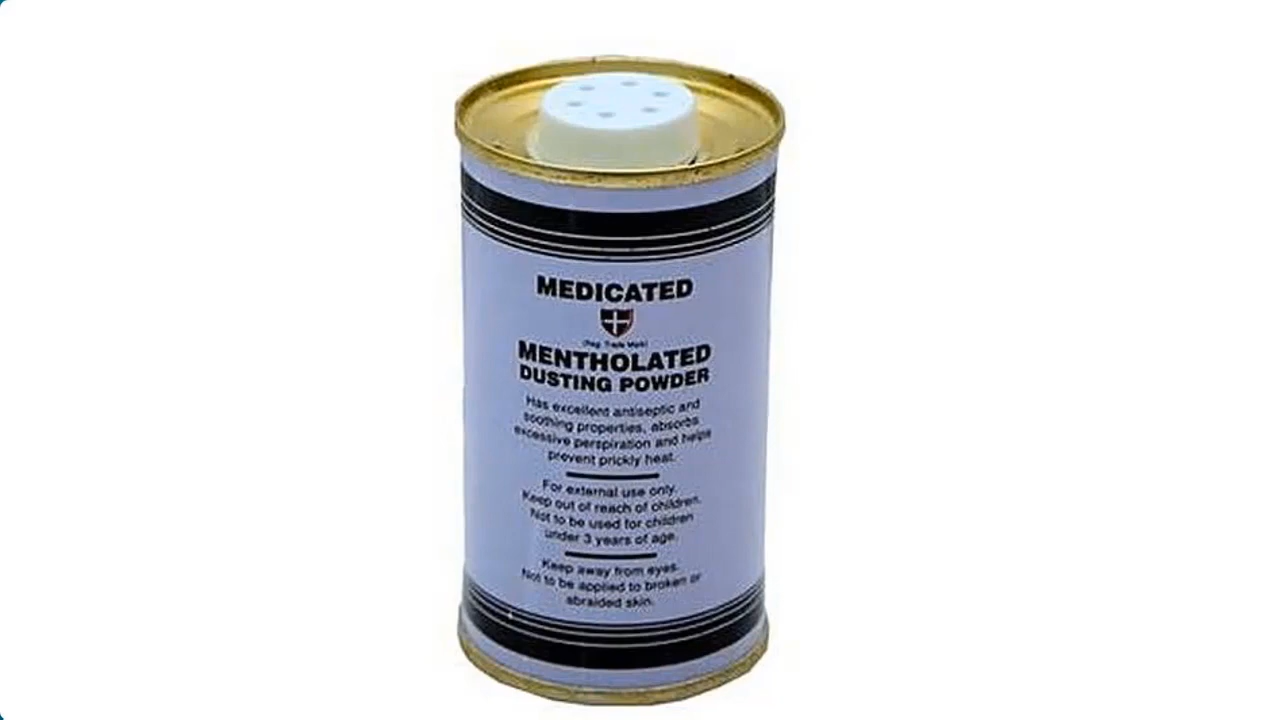 MEDICATED
(Reg. Trade Mark)
MENTHOLATED
DUSTING POWDER
Has excellent antiseptic and
soothing properties, absorbs
excessive perspiration and helps
prevent prickly heat.
For external use only.
Keep out of reach of children.
Not to be used for children
under 3 years of age.
Keep away from eyes.
Not to be applied to broken or
abraided skin.